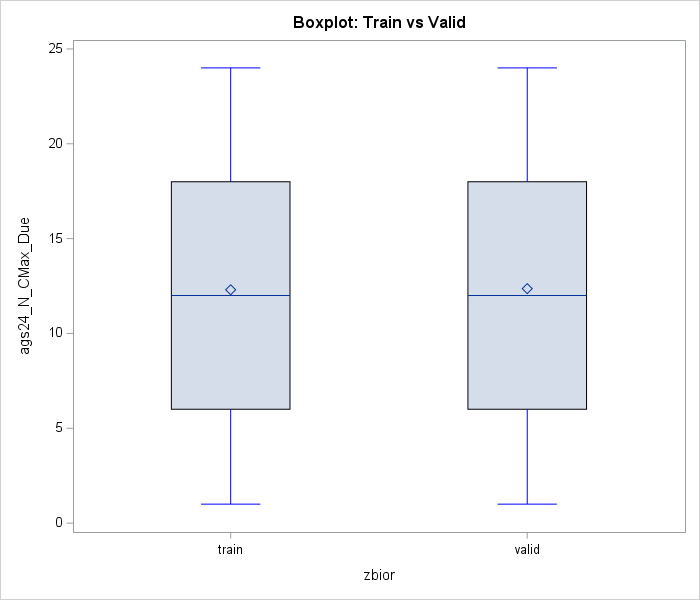 Boxplot: Train vs Valid
25
20
15
10
5
0
ags24_N_CMax_Due
train
valid
zbior